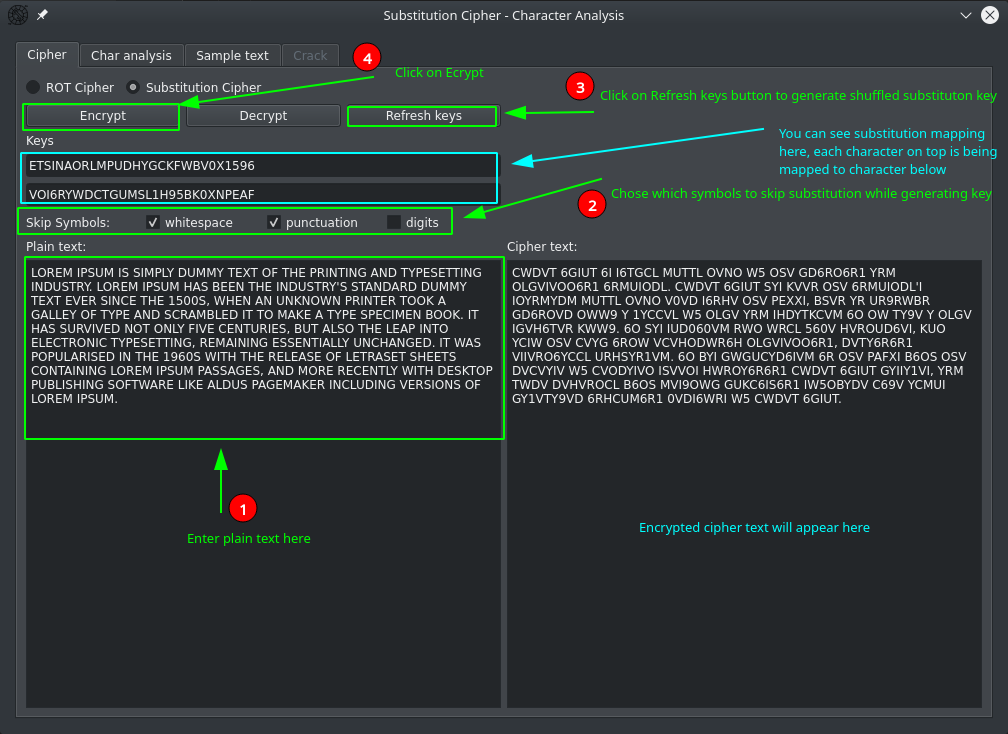 Substitution Cipher - Character Analysis
Cipher
Char analysis
Sample text
Crack
4
Click on Ecrypt
3
ROT Cipher
Substitution Cipher
Click on Refresh keys button to generate shuffled substituton key
Encrypt
Decrypt
Refresh keys
Keys
You can see substitution mapping
here, each character on top is being
mapped to character below
ETSINAORLMPUDHYGCKFWBV0X1596
VOI6RYWDCTGUMSL1H95BK0XNPEAF
2
Chose which symbols to skip substitution while generating key
Skip Symbols:
whitespace
punctuation
digits
Plain text:
LOREM IPSUM IS SIMPLY DUMMY TEXT OF THE PRINTING AND TYPESETTING
INDUSTRY. LOREM IPSUM HAS BEEN THE INDUSTRY'S STANDARD DUMMY
TEXT EVER SINCE THE 1500S, WHEN AN UNKNOWN PRINTER TOOK A
GALLEY OF TYPE AND SCRAMBLED IT TO MAKE A TYPE SPECIMEN BOOK. IT
HAS SURVIVED NOT ONLY FIVE CENTURIES, BUT ALSO THE LEAP INTO
ELECTRONIC TYPESETTING, REMAINING ESSENTIALLY UNCHANGED. IT WAS
POPULARISED IN THE 1960S WITH THE RELEASE OF LETRASET SHEETS
CONTAINING LOREM IPSUM PASSAGES, AND MORE RECENTLY WITH DESKTOP
PUBLISHING SOFTWARE LIKE ALDUS PAGEMAKER INCLUDING VERSIONS OF
LOREM IPSUM.
Cipher text:
CWDVT 6GIUT 6I I6TGCL MUTTL OVNO W5 OSV GD6RO6R1 YRM
OLGVIVOO6R1 6RMUIODL. CWDVT 6GIUT SYI KVVR OSV 6RMUIODL'I
IOYRMYDM MUTTL OVNO V0VD I6RHV OSV PEXXI, BSVR YR UR9RWBR
GD6ROVD OWW9 Y 1YCCVL W5 OLGV YRM IHDYTKCVM 6O OW TY9V Y OLGV
IGVH6TVR KWW9. 6O SYI IUD060VM RWO WRCL 560V HVROUD6VI, KUO
YCIW OSV CVYG 6ROW VCVHODWR6H OLGVIVOO6R1, DVTY6R6R1
VIIVRO6YCCL URHSYR1VM. 6O BYI GWGUCYD6IVM 6R OSV PAFXI B6OS OSV
DVCVYIV W5 CVODYIVO ISVVOI HWROY6R6R1 CWDVT 6GIUT GYIIY1VI, YRM
TWDV DVHVROCL B6OS MVI9OWG GUKC6IS6R1 IW5OBYDV C69V YCMUI
GY1VTY9VD 6RHCUM6R1 0VDI6WRI W5 CWDVT 6GIUT.
1
Enter plain text here
Encrypted cipher text will appear here